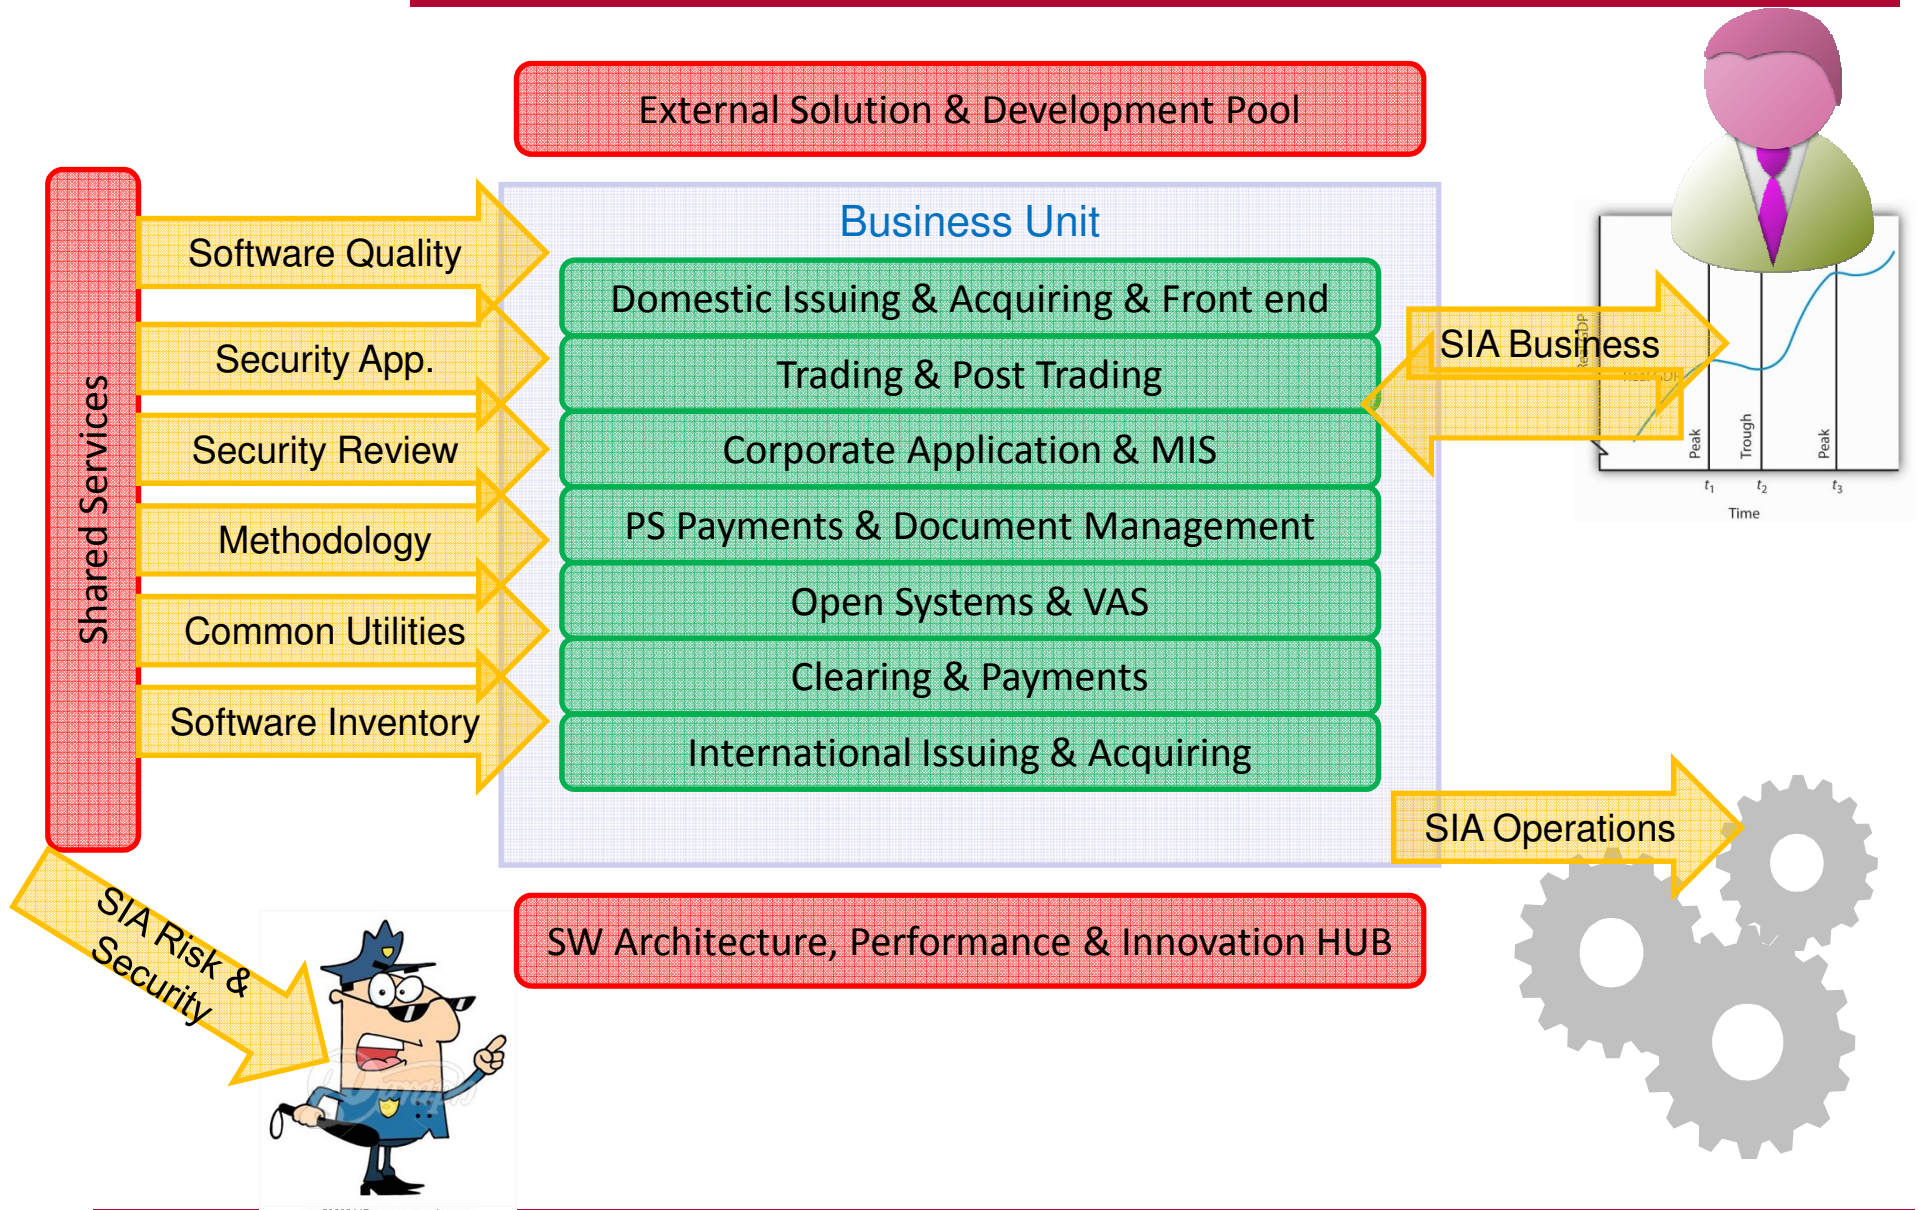 External Solution & Development Pool
Shared Services
Software Quality
Security App.
Security Review
Methodology
Common Utilities
Software Inventory
Business Unit
Domestic Issuing & Acquiring & Front end
Trading & Post Trading
Corporate Application & MIS
PS Payments & Document Management
Open Systems & VAS
Clearing & Payments
International Issuing & Acquiring
SIA Business
Peak
Trough
Peak
t1
t2
t3
Time
SIA Operations
SIA Risk &
Security
SW Architecture, Performance & Innovation HUB